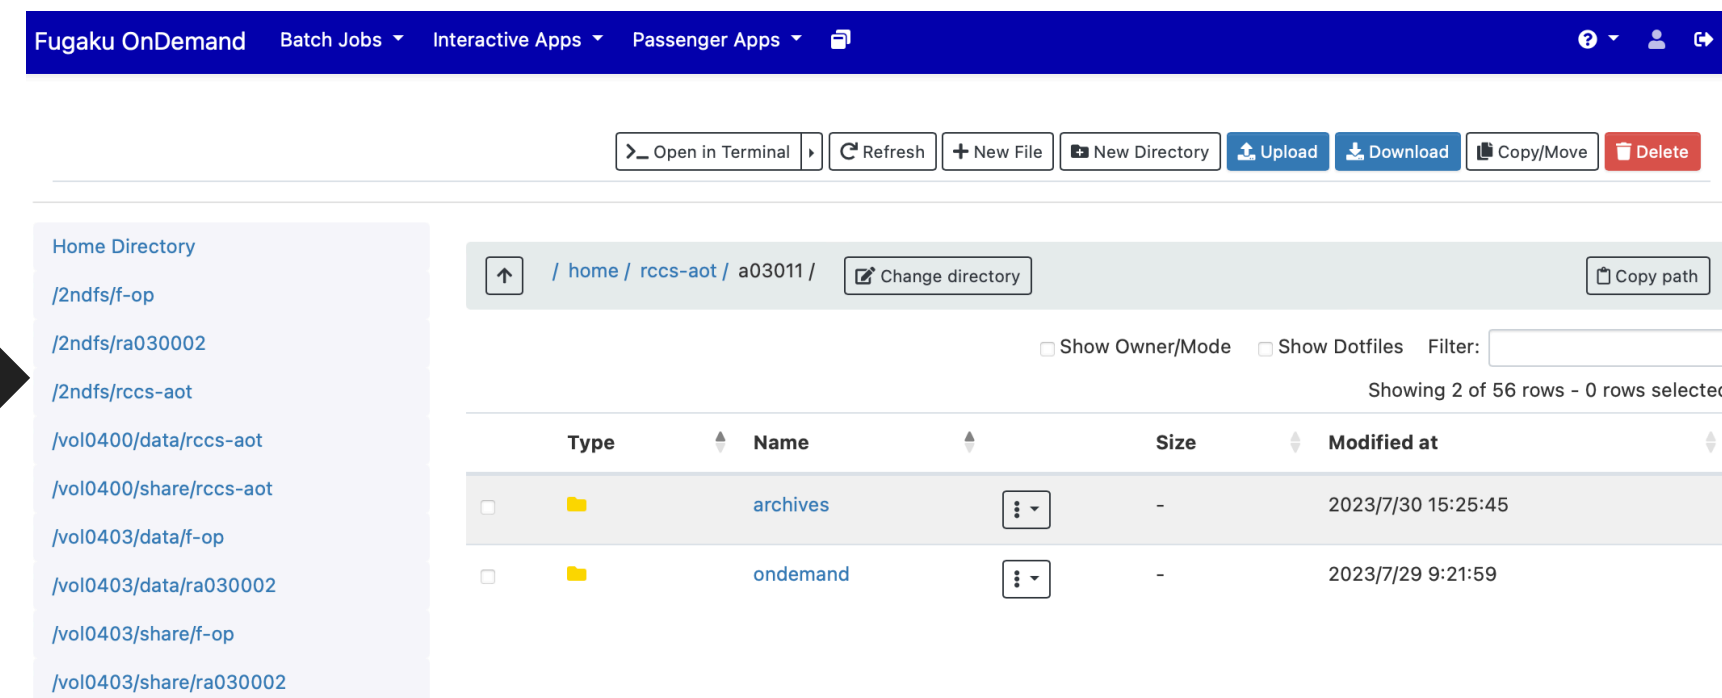 Fugaku OnDemand Batch Jobs Interactive Apps Passenger Apps
Open in Terminal Refresh New File New Directory Upload Download Copy/Move Delete
Home Directory
/2ndfs/f-op
/2ndfs/ra030002
/2ndfs/rccs-aot
/vol0400/data/rccs-aot
/vol0400/share/rccs-aot
/vol0403/data/f-op
/vol0403/data/ra030002
/vol0403/share/f-op
/vol0403/share/ra030002
/ home / rccs-aot / a03011 / Change directory Copy path
Show Owner/Mode Show Dotfiles Filter:
Showing 2 of 56 rows - 0 rows selected
Type Name Size Modified at
archives - 2023/7/30 15:25:45
ondemand - 2023/7/29 9:21:59